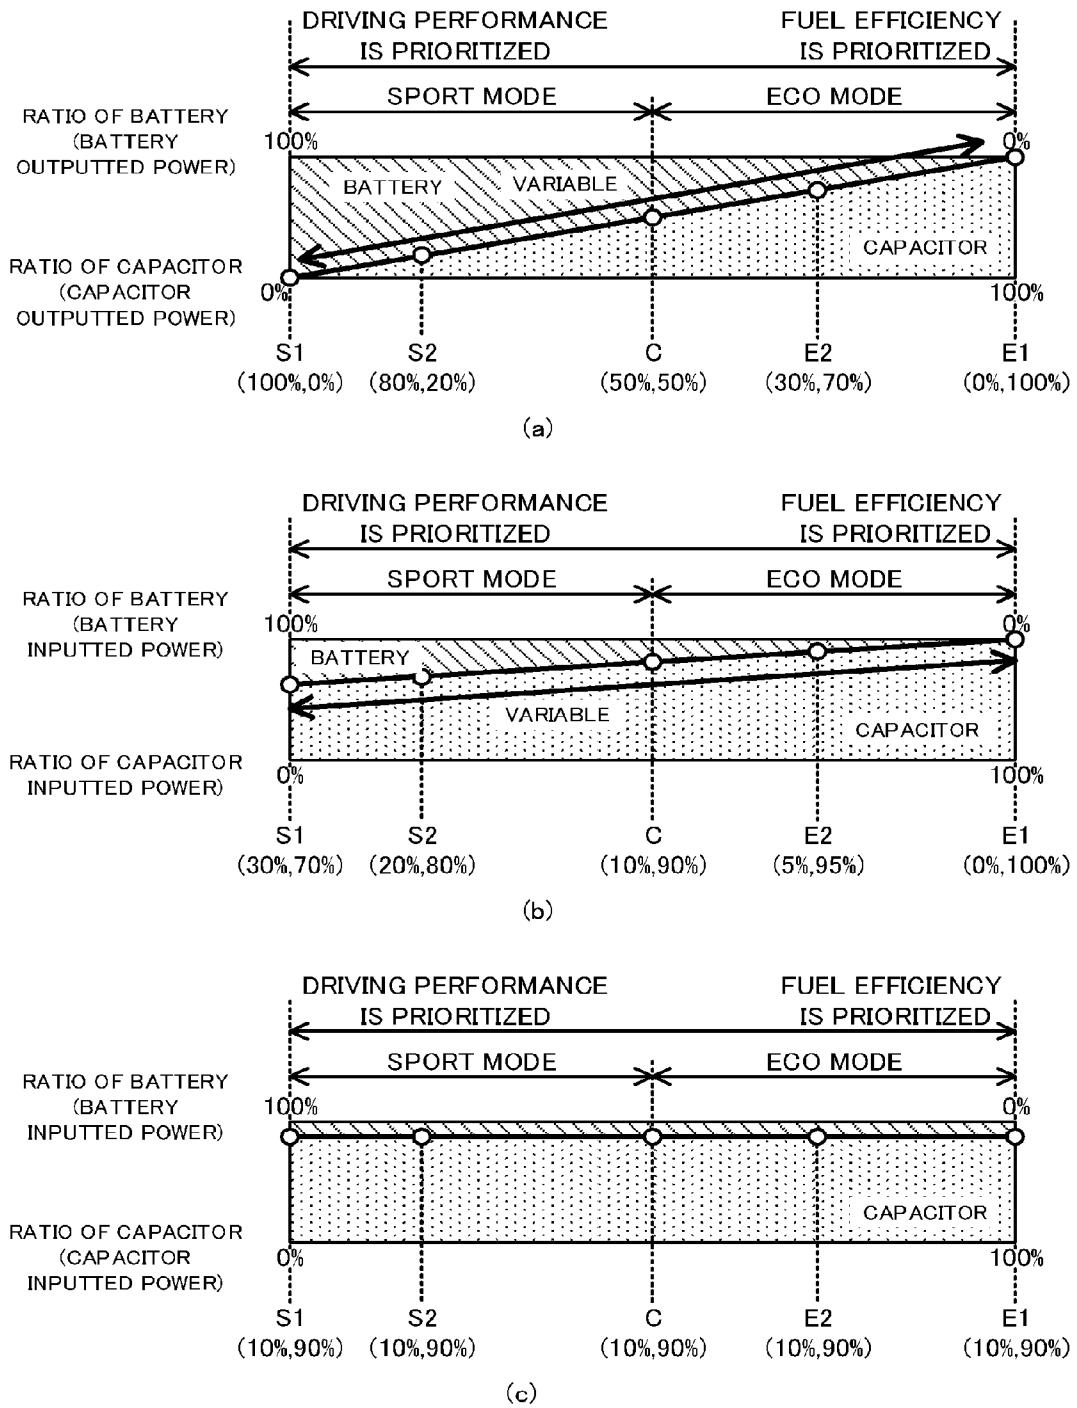 DRIVING PERFORMANCE
IS PRIORITIZED
FUEL EFFICIENCY
IS PRIORITIZED
SPORT MODE
ECO MODE
RATIO OF BATTERY
(BATTERY
OUTPUTTED POWER)
100%
0%
BATTERY
VARIABLE
CAPACITOR
RATIO OF CAPACITOR
(CAPACITOR
OUTPUTTED POWER)
0%
100%
S1
S2
C
E2
E1
(100%,0%)
(80%,20%)
(50%,50%)
(30%,70%)
(0%,100%)
(a)
DRIVING PERFORMANCE
IS PRIORITIZED
FUEL EFFICIENCY
IS PRIORITIZED
SPORT MODE
ECO MODE
RATIO OF BATTERY
(BATTERY
INPUTTED POWER)
100%
0%
BATTERY
VARIABLE
CAPACITOR
RATIO OF CAPACITOR
INPUTTED POWER)
0%
100%
S1
S2
C
E2
E1
(30%,70%)
(20%,80%)
(10%,90%)
(5%,95%)
(0%,100%)
(b)
DRIVING PERFORMANCE
IS PRIORITIZED
FUEL EFFICIENCY
IS PRIORITIZED
SPORT MODE
ECO MODE
RATIO OF BATTERY
(BATTERY
INPUTTED POWER)
100%
0%
CAPACITOR
RATIO OF CAPACITOR
(CAPACITOR
INPUTTED POWER)
0%
100%
S1
S2
C
E2
E1
(10%,90%)
(10%,90%)
(10%,90%)
(10%,90%)
(10%,90%)
(c)